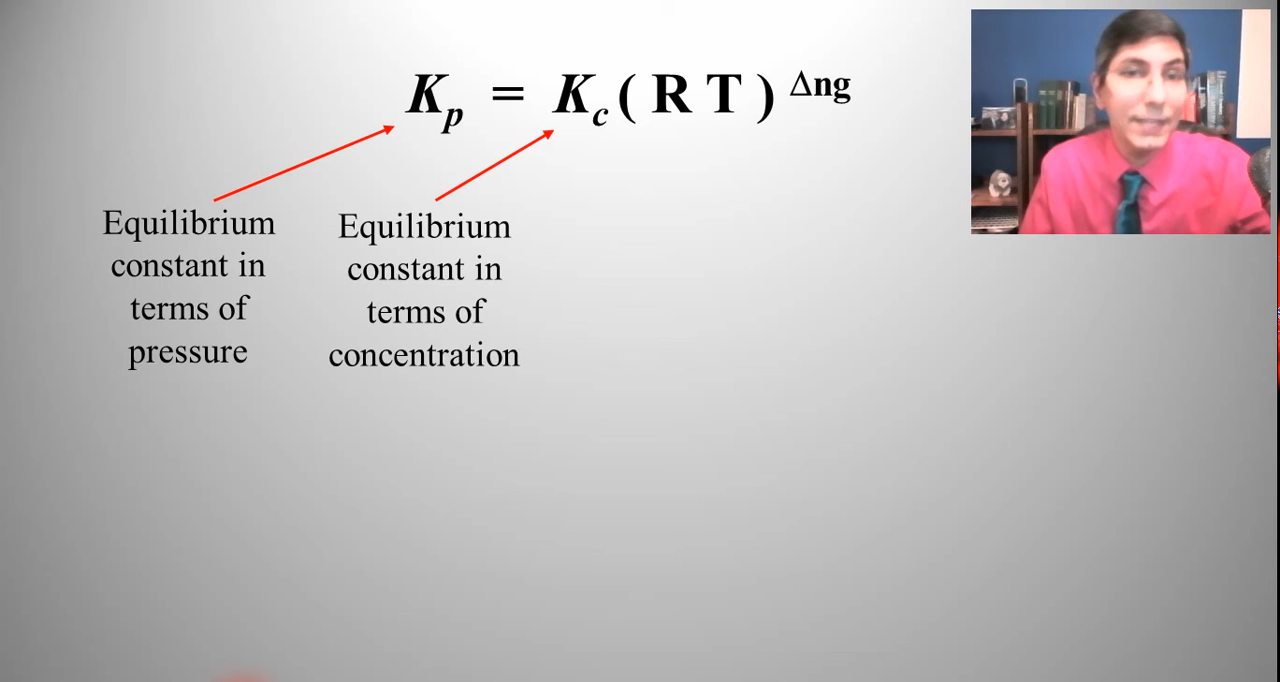 Kp = Kc ( R T ) Δng
Equilibrium
constant in
terms of
pressure
Equilibrium
constant in
terms of
concentration